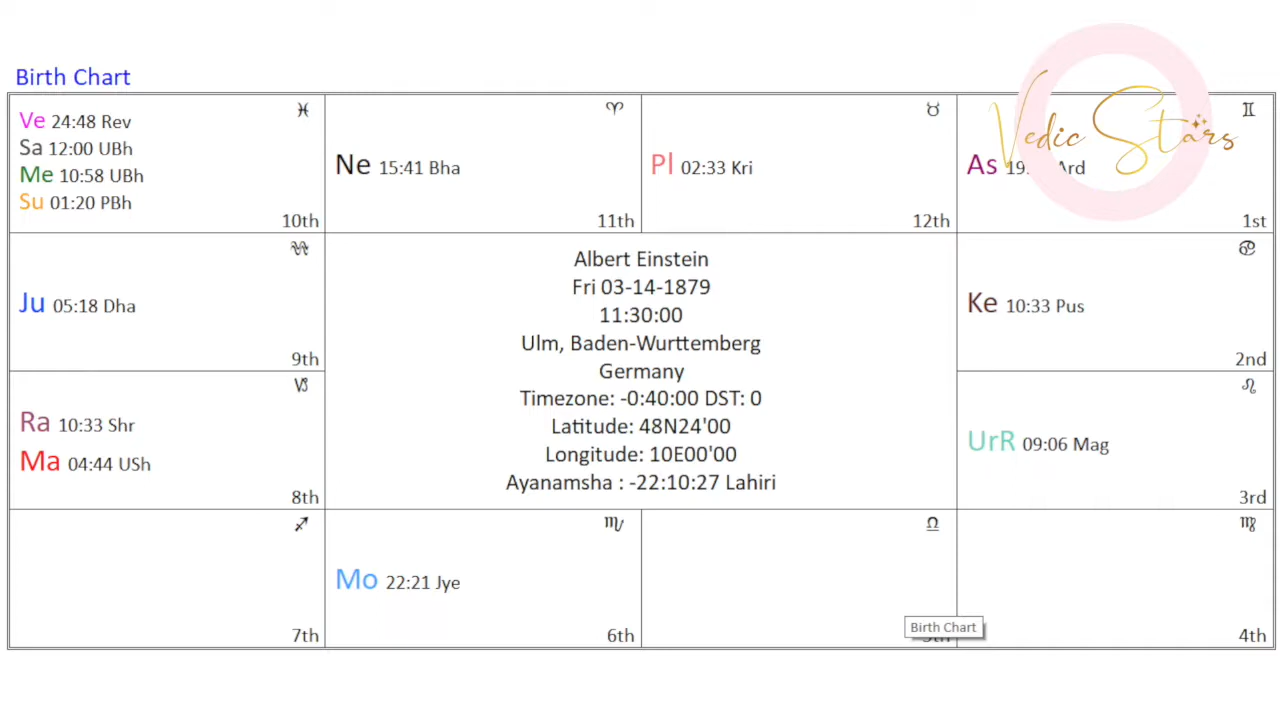 Birth Chart
Ve 24:48 Rev
Sa 12:00 UBh
Me 10:58 UBh
Su 01:20 PBh
10th
Ne 15:41 Bha
11th
Pl 02:33 Kri
12th
Vedic Stars
As 19. Ard
1st
Ju 05:18 Dha
9th
Albert Einstein
Fri 03-14-1879
11:30:00
Ulm, Baden-Wurttemberg
Germany
Timezone: -0:40:00 DST: 0
Latitude: 48N24'00
Longitude: 10E00'00
Ayanamsha : -22:10:27 Lahiri
Ke 10:33 Pus
2nd
Ra 10:33 Shr
Ma 04:44 USh
8th
UrR 09:06 Mag
3rd
7th
Mo 22:21 Jye
6th
Birth Chart
4th